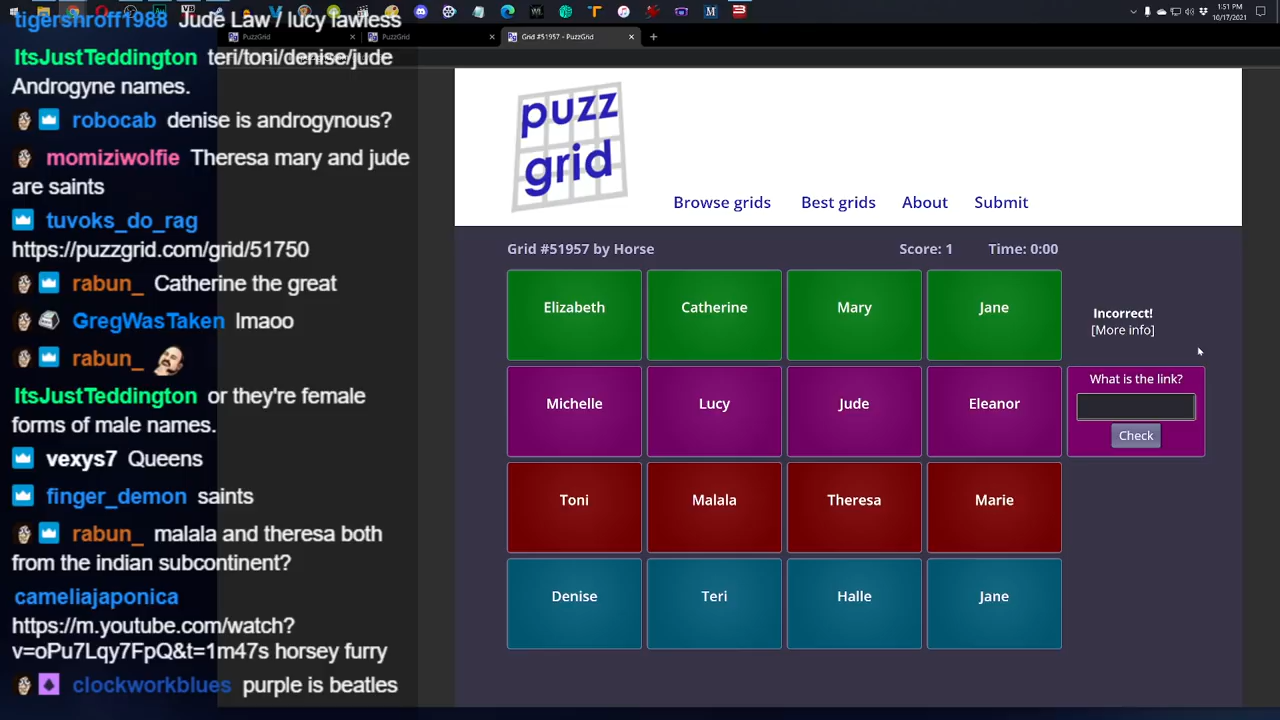 tigershroff1988 Jude Law / lucy lawless
ItsJustTeddington teri/toni/denise/jude
Androgyne names.
robocab denise is androgynous?
momiziwolfie Theresa mary and jude
are saints
tuvoks_do_rag
https://puzzgrid.com/grid/51750
rabun_ Catherine the great
GregWasTaken lmaoo
rabun_
ItsJustTeddington or they're female
forms of male names.
vexys7 Queens
finger_demon saints
rabun_ malala and theresa both
from the indian subcontinent?
cameliajaponica
https://m.youtube.com/watch?
v=oPu7Lqy7FpQ&t=1m47s horsey furry
clockworkblues purple is beatles
1:51 PM
10/17/2021
PuzzGrid
PuzzGrid
Grid #51957 - PuzzGrid
puzz
grid
Browse grids Best grids About Submit
Grid #51957 by Horse Score: 1 Time: 0:00
Elizabeth Catherine Mary Jane
Incorrect!
[More info]
Michelle Lucy Jude Eleanor
What is the link?
Check
Toni Malala Theresa Marie
Denise Teri Halle Jane